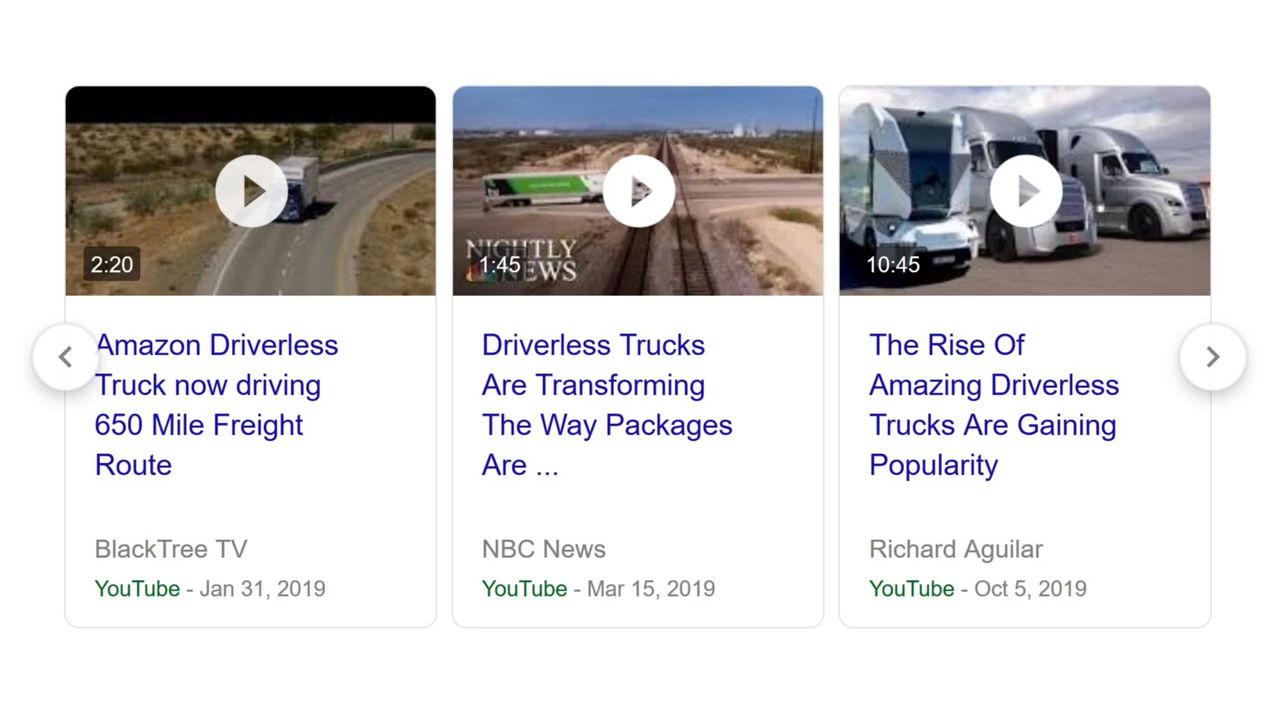 2:20
Amazon Driverless
Truck now driving
650 Mile Freight
Route
BlackTree TV
YouTube - Jan 31, 2019
NIGHTLY
NEWS
1:45
Driverless Trucks
Are Transforming
The Way Packages
Are ...
NBC News
YouTube - Mar 15, 2019
10:45
The Rise Of
Amazing Driverless
Trucks Are Gaining
Popularity
Richard Aguilar
YouTube - Oct 5, 2019